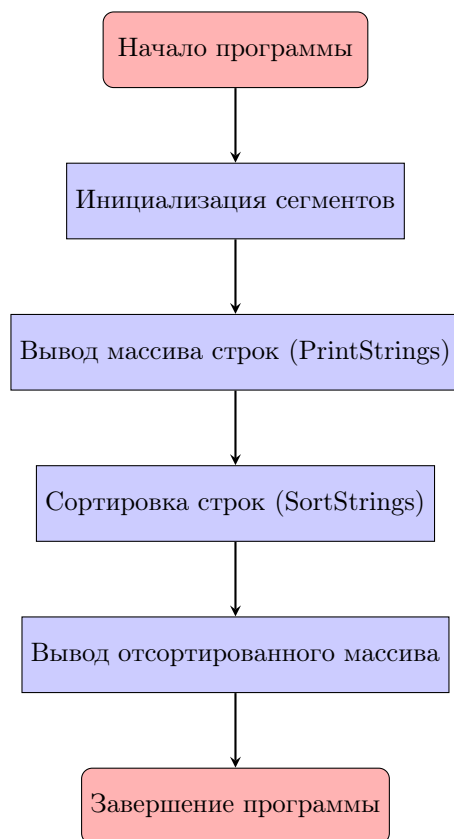 Начало программы
Инициализация сегментов
Вывод массива строк (PrintStrings)
Сортировка строк (SortStrings)
Вывод отсортированного массива
Завершение программы